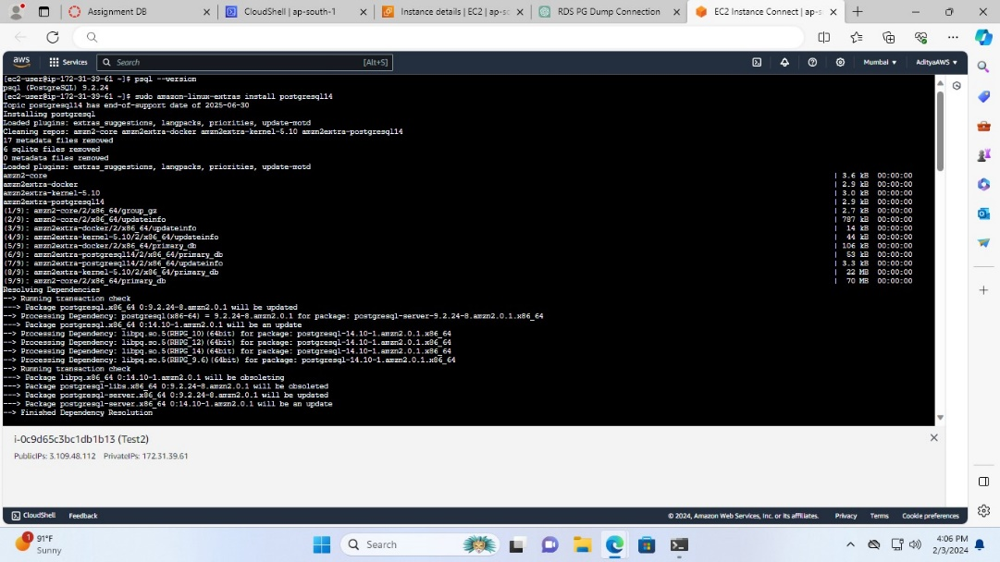 Assignment DB
CloudShell | ap-south-1
Instance details | EC2 | ap-sc
RDS PG Dump Connection
EC2 Instance Connect | ap-s
aws
Services
Search
[Alt+S]
Mumbai
AdityaAWS
[ec2-user@ip-172-31-39-61 ~]$ psql --version
psql (PostgreSQL) 9.2.24
[ec2-user@ip-172-31-39-61 ~]$ sudo amazon-linux-extras install postgresql14
Topic postgresql14 has end-of-support date of 2025-06-30
Installing postgresql
Loaded plugins: extras_suggestions, langpacks, priorities, update-motd
Cleaning repos: amzn2-core amzn2extra-docker amzn2extra-kernel-5.10 amzn2extra-postgresql14
17 metadata files removed
6 sqlite files removed
0 metadata files removed
Loaded plugins: extras_suggestions, langpacks, priorities, update-motd
amzn2-core | 3.6 kB 00:00:00
amzn2extra-docker | 2.9 kB 00:00:00
amzn2extra-kernel-5.10 | 3.0 kB 00:00:00
amzn2extra-postgresql14 | 2.9 kB 00:00:00
(1/9): amzn2-core/2/x86_64/group_gz | 2.7 kB 00:00:00
(2/9): amzn2-core/2/x86_64/updateinfo | 787 kB 00:00:00
(3/9): amzn2extra-docker/2/x86_64/updateinfo | 14 kB 00:00:00
(4/9): amzn2extra-kernel-5.10/2/x86_64/updateinfo | 44 kB 00:00:00
(5/9): amzn2extra-docker/2/x86_64/primary_db | 106 kB 00:00:00
(6/9): amzn2extra-postgresql14/2/x86_64/primary_db | 53 kB 00:00:00
(7/9): amzn2extra-postgresql14/2/x86_64/updateinfo | 3.3 kB 00:00:00
(8/9): amzn2extra-kernel-5.10/2/x86_64/primary_db | 22 MB 00:00:00
(9/9): amzn2-core/2/x86_64/primary_db | 70 MB 00:00:00
Resolving Dependencies
--> Running transaction check
---> Package postgresql.x86_64 0:9.2.24-8.amzn2.0.1 will be updated
--> Processing Dependency: postgresql(x86-64) = 9.2.24-8.amzn2.0.1 for package: postgresql-server-9.2.24-8.amzn2.0.1.x86_64
---> Package postgresql.x86_64 0:14.10-1.amzn2.0.1 will be an update
--> Processing Dependency: libpq.so.5(RHPG_10)(64bit) for package: postgresql-14.10-1.amzn2.0.1.x86_64
--> Processing Dependency: libpq.so.5(RHPG_12)(64bit) for package: postgresql-14.10-1.amzn2.0.1.x86_64
--> Processing Dependency: libpq.so.5(RHPG_14)(64bit) for package: postgresql-14.10-1.amzn2.0.1.x86_64
--> Processing Dependency: libpq.so.5(RHPG_9.6)(64bit) for package: postgresql-14.10-1.amzn2.0.1.x86_64
--> Running transaction check
---> Package libpq.x86_64 0:14.10-1.amzn2.0.1 will be obsoleting
---> Package postgresql-libs.x86_64 0:9.2.24-8.amzn2.0.1 will be obsoleted
---> Package postgresql-server.x86_64 0:9.2.24-8.amzn2.0.1 will be updated
---> Package postgresql-server.x86_64 0:14.10-1.amzn2.0.1 will be an update
--> Finished Dependency Resolution
i-0c9d65c3bc1db1b13 (Test2)
PublicIPs: 3.109.48.112 PrivateIPs: 172.31.39.61
CloudShell
Feedback
© 2024, Amazon Web Services, Inc. or its affiliates.
Privacy
Terms
Cookie preferences
1
91°F
Sunny
Search
4:06 PM
2/3/2024